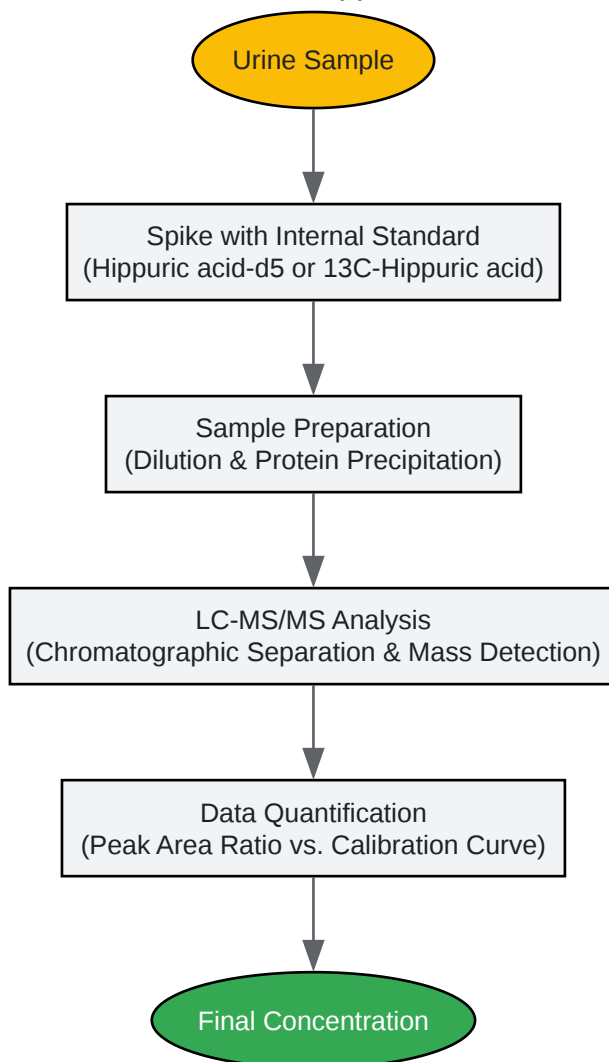 Urine Sample
Spike with Internal Standard
(Hippuric acid-d5 or 13C-Hippuric acid)
Sample Preparation
(Dilution & Protein Precipitation)
LC-MS/MS Analysis
(Chromatographic Separation & Mass Detection)
Data Quantification
(Peak Area Ratio vs. Calibration Curve)
Final Concentration